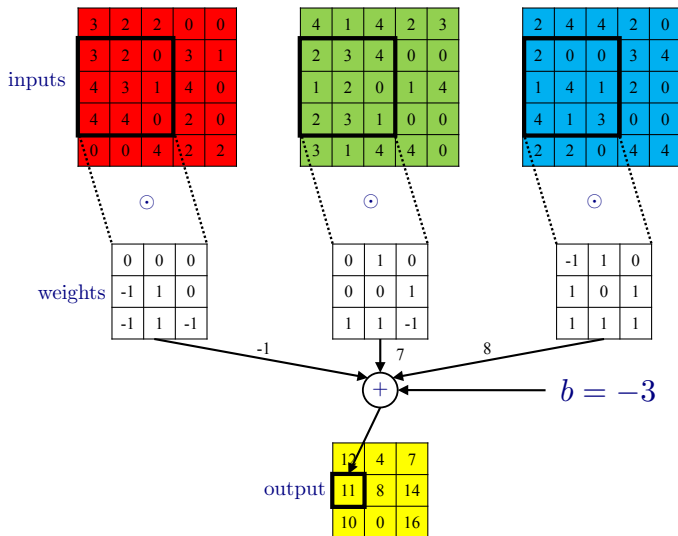 3 2 2 0 0 4 1 4 2 3 2 4 4 2 0
3 2 0 3 1 2 3 4 0 0 2 0 0 3 4
inputs
4 3 1 4 0 1 2 0 1 4 1 4 1 2 2
4 4 0 2 0 2 3 1 0 0 4 1 3 0 0
0 0 4 2 2 3 1 4 4 0 2 2 0 4 4
⊙ ⊙ ⊙
0 0 0 0 1 0 -1 1 0
weights -1 1 0 0 0 1 1 0 1
-1 1 -1 1 1 -1 1 1 1
-1 7 8
+ b = −3
12 4 7
output 11 8 14
10 0 16